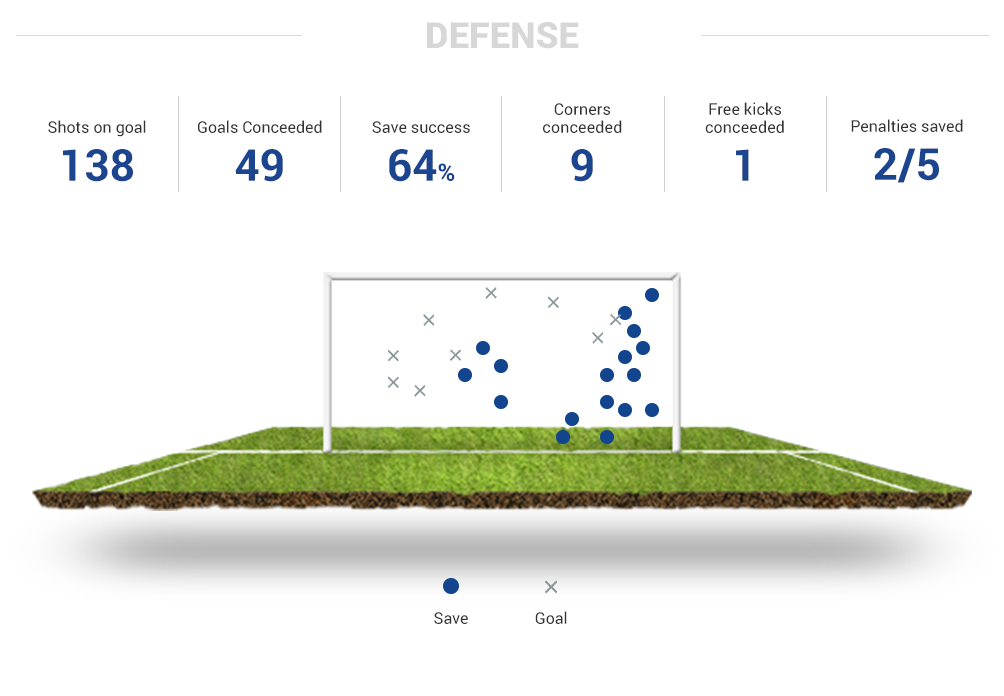 DEFENSE
Shots on goal
138
Goals Conceeded
49
Save success
64%
Corners
conceeded
9
Free kicks
conceeded
1
Penalties saved
2/5
Save
Goal